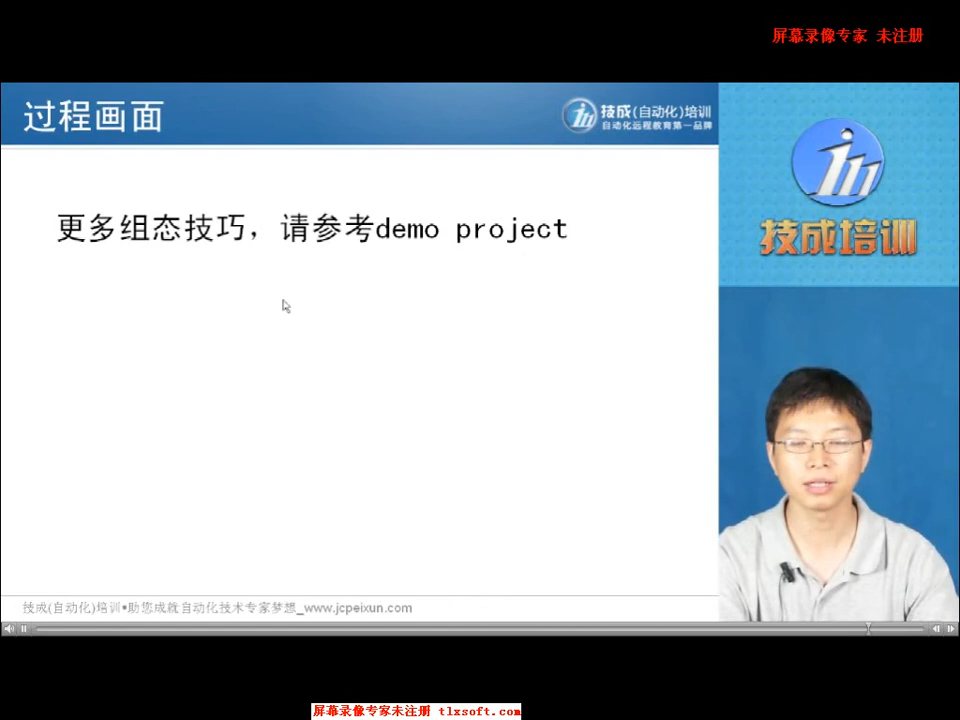 屏幕录像专家 未注册
过程画面
技成(自动化)培训
自动化远程教育第一品牌
技成培训
更多组态技巧，请参考demo project
技成(自动化)培训•助您成就自动化技术专家梦想_www.jcpeixun.com
屏幕录像专家未注册 tlxsoft.com